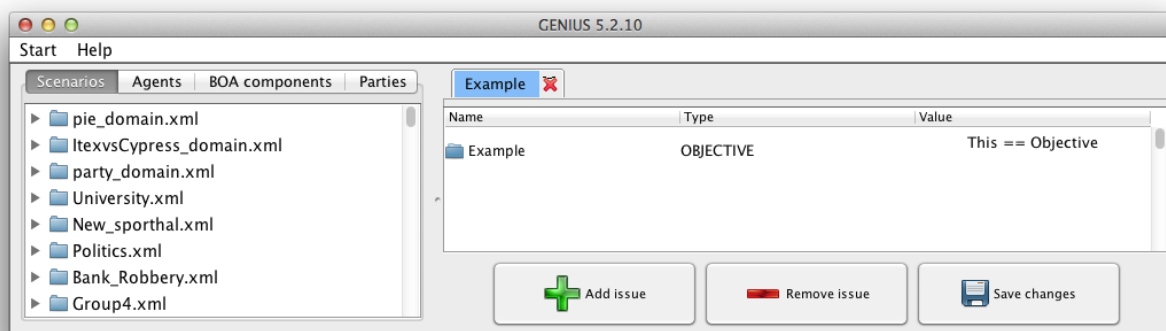 GENIUS 5.2.10
Start Help
Scenarios Agents BOA components Parties
pie_domain.xml
ItexvsCypress_domain.xml
party_domain.xml
University.xml
New_sporthal.xml
Politics.xml
Bank_Robbery.xml
Group4.xml
Example
Name Type Value
Example OBJECTIVE This == Objective
Add issue Remove issue Save changes